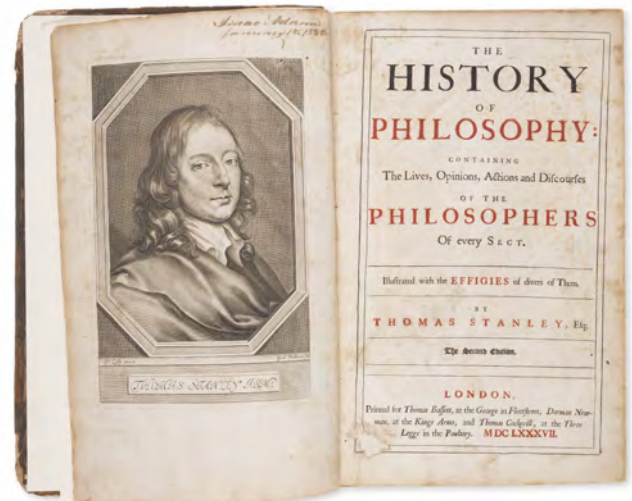 January 18
THOMAS STANLEY
THE
HISTORY
OF
PHILOSOPHY:
CONTAINING
The Lives, Opinions, Actions and Discourses
OF THE
PHILOSOPHERS
Of every SECT.
Illustrated with the EFFIGIES of divers of Them.
BY
THOMAS STANLEY, Esq.
The Second Edition.
LONDON,
Printed for Thomas Bassett, at the George in Fleetstreet, Dorman New-
man, at the Kings Arms, and Thomas Cockerill, at the Three
Leggs in the Poultry. MDCLXXXVII.